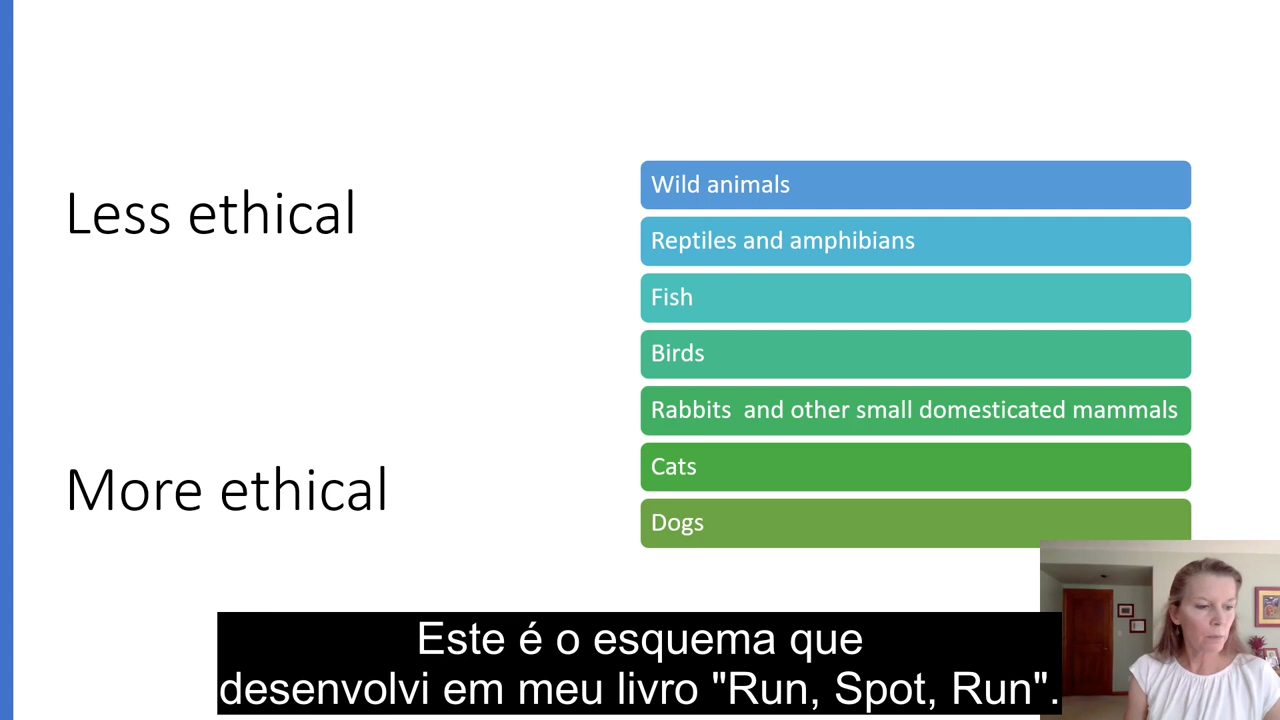 Less ethical
More ethical
Wild animals
Reptiles and amphibians
Fish
Birds
Rabbits  and other small domesticated mammals
Cats
Dogs
Este é o esquema que
desenvolvi em meu livro "Run, Spot, Run".